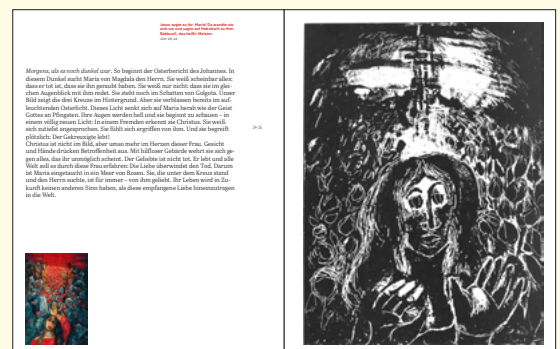 Jesus sagte zu ihr: Maria! Da wandte sie
sich um und sagte auf Hebräisch zu ihm:
Rabbuni!, das heißt: Meister.
Joh 20,16
Morgens, als es noch dunkel war. So beginnt der Osterbericht des Johannes. In
diesem Dunkel sucht Maria von Magdala den Herrn. Sie weiß scheinbar alles:
dass er tot ist, dass sie ihn geraubt haben. Sie weiß nur nicht: dass sie im glei-
chen Augenblick mit ihm redet. Sie steht noch im Schatten von Golgota. Unser
Bild zeigt die drei Kreuze im Hintergrund. Aber sie verblassen bereits im auf-
leuchtenden Osterlicht. Dieses Licht senkt sich auf Maria herab wie der Geist
Gottes an Pfingsten. Ihre Augen werden hell und sie beginnt zu schauen – in
einem völlig neuen Licht: In einem Fremden erkennt sie Christus. Sie weiß
sich zutiefst angesprochen. Sie fühlt sich ergriffen von ihm. Und sie begreift
plötzlich: Der Gekreuzigte lebt!
Christus ist nicht im Bild, aber umso mehr im Herzen dieser Frau. Gesicht
und Hände drücken Betroffenheit aus. Mit hilfloser Gebärde wehrt sie sich ge-
gen alles, das ihr unmöglich scheint. Der Geliebte ist nicht tot. Er lebt und alle
Welt soll es durch diese Frau erfahren: Die Liebe überwindet den Tod. Darum
ist Maria eingetaucht in ein Meer von Rosen. Sie, die unter dem Kreuz stand
und den Herrn suchte, ist für immer – von ihm geliebt. Ihr Leben wird in Zu-
kunft keinen anderen Sinn haben, als diese empfangene Liebe hineinzutragen
in die Welt.